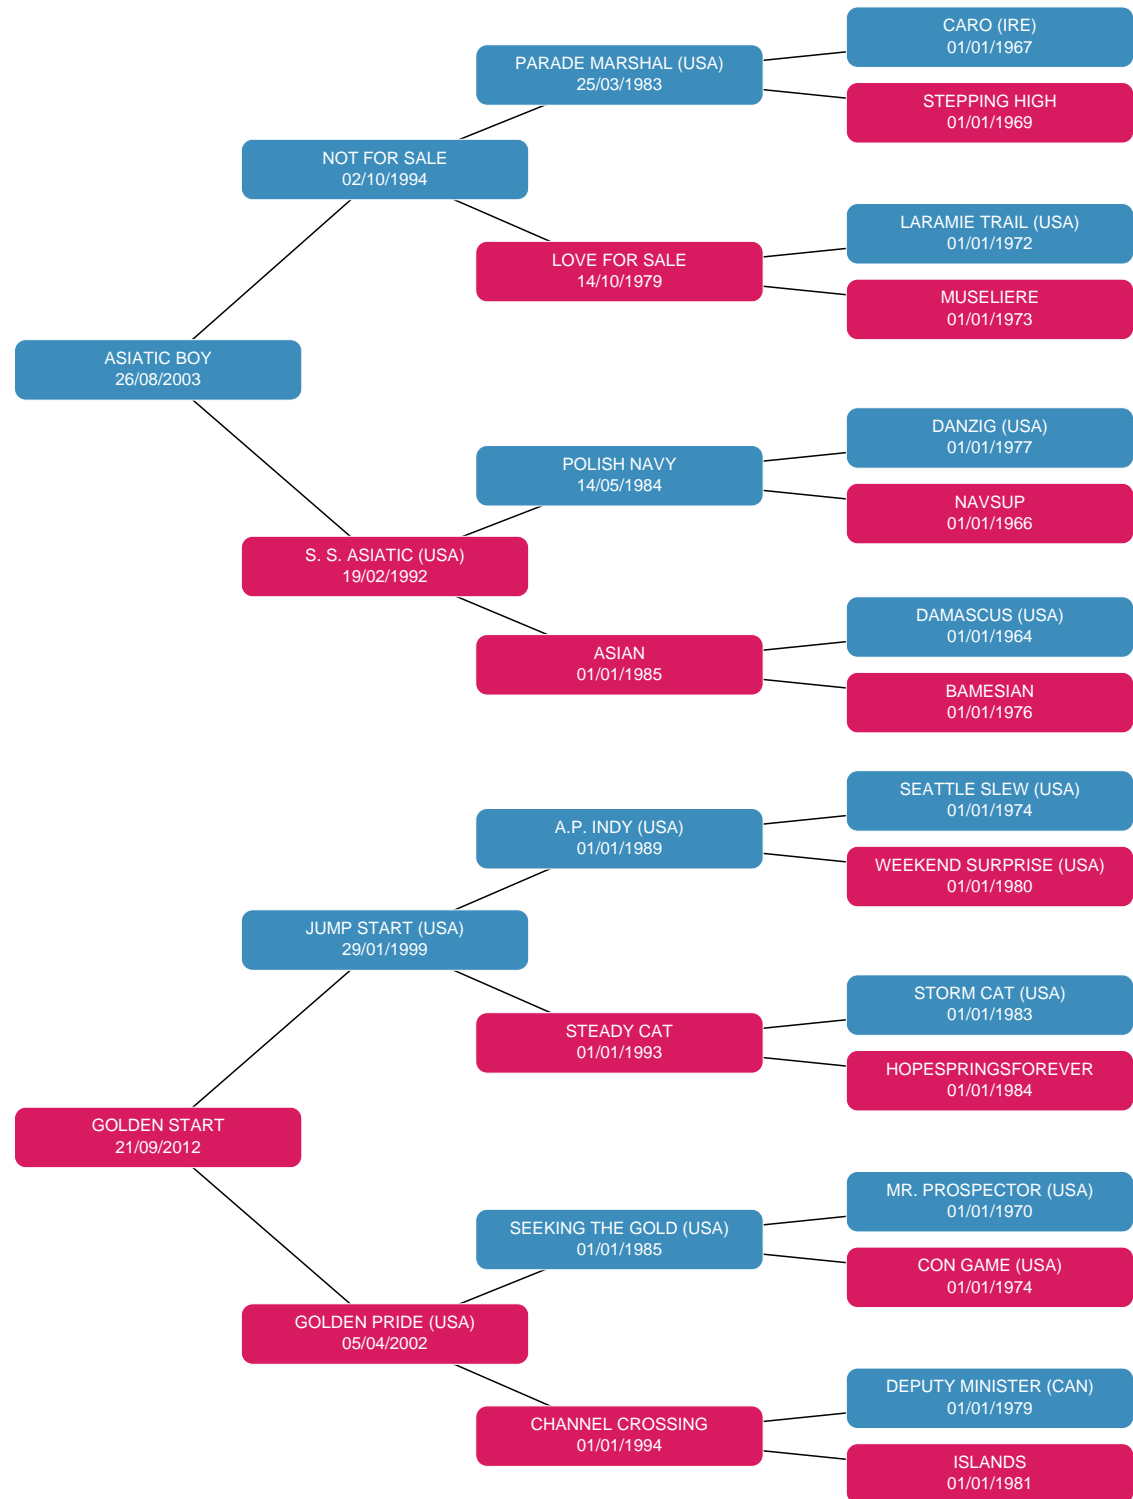 CARO (IRE)
01/01/1967
PARADE MARSHAL (USA)
25/03/1983
STEPPING HIGH
01/01/1969
NOT FOR SALE
02/10/1994
LARAMIE TRAIL (USA)
01/01/1972
LOVE FOR SALE
14/10/1979
MUSELIERE
01/01/1973
ASIATIC BOY
26/08/2003
DANZIG (USA)
01/01/1977
POLISH NAVY
14/05/1984
NAVSUP
01/01/1966
S. S. ASIATIC (USA)
19/02/1992
DAMASCUS (USA)
01/01/1964
ASIAN
01/01/1985
BAMESIAN
01/01/1976
SEATTLE SLEW (USA)
01/01/1974
A.P. INDY (USA)
01/01/1989
WEEKEND SURPRISE (USA)
01/01/1980
JUMP START (USA)
29/01/1999
STORM CAT (USA)
01/01/1983
STEADY CAT
01/01/1993
HOPESPRINGSFOREVER
01/01/1984
GOLDEN START
21/09/2012
MR. PROSPECTOR (USA)
01/01/1970
SEEKING THE GOLD (USA)
01/01/1985
CON GAME (USA)
01/01/1974
GOLDEN PRIDE (USA)
05/04/2002
DEPUTY MINISTER (CAN)
01/01/1979
CHANNEL CROSSING
01/01/1994
ISLANDS
01/01/1981